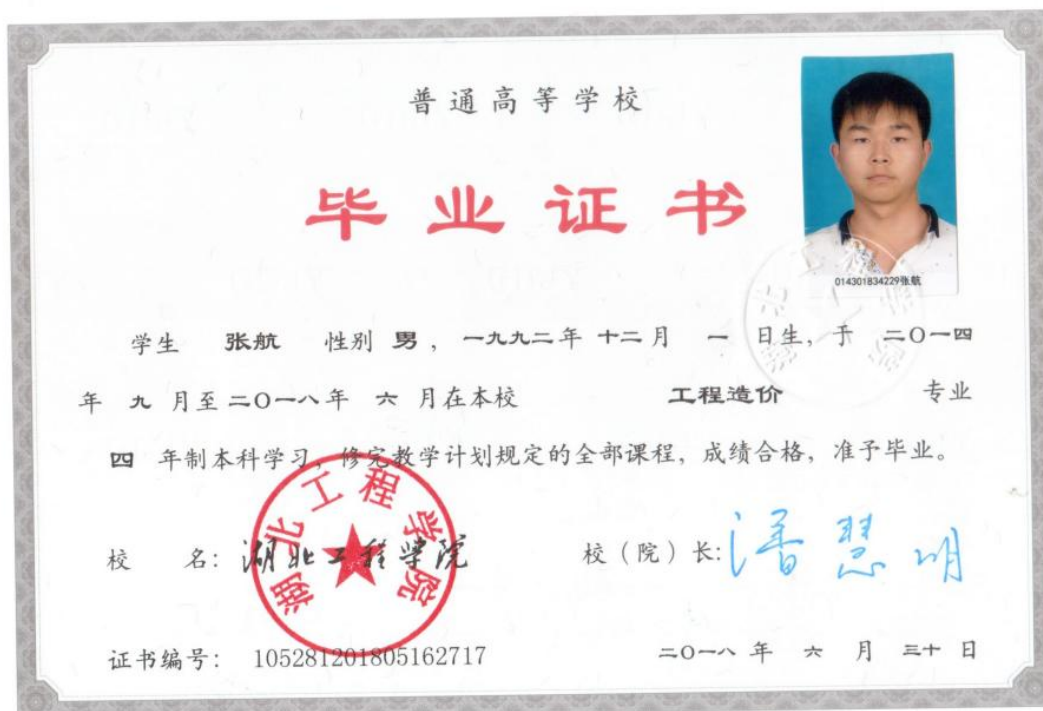 普通高等学校
毕业证书
014301834229张航
学生 张航 性别 男 ，一九九二年 十二月 一 日生，于 二〇一四
年 九 月至 二〇一八年 六 月在本校 工程造价 专业
四 年制本科学习，修完教学计划规定的全部课程，成绩合格，准予毕业。
校 名：湖北工程学院
湖北工程学院
校（院）长：潘慧明
证书编号： 105281201805162717
二〇一八 年 六 月 三十 日